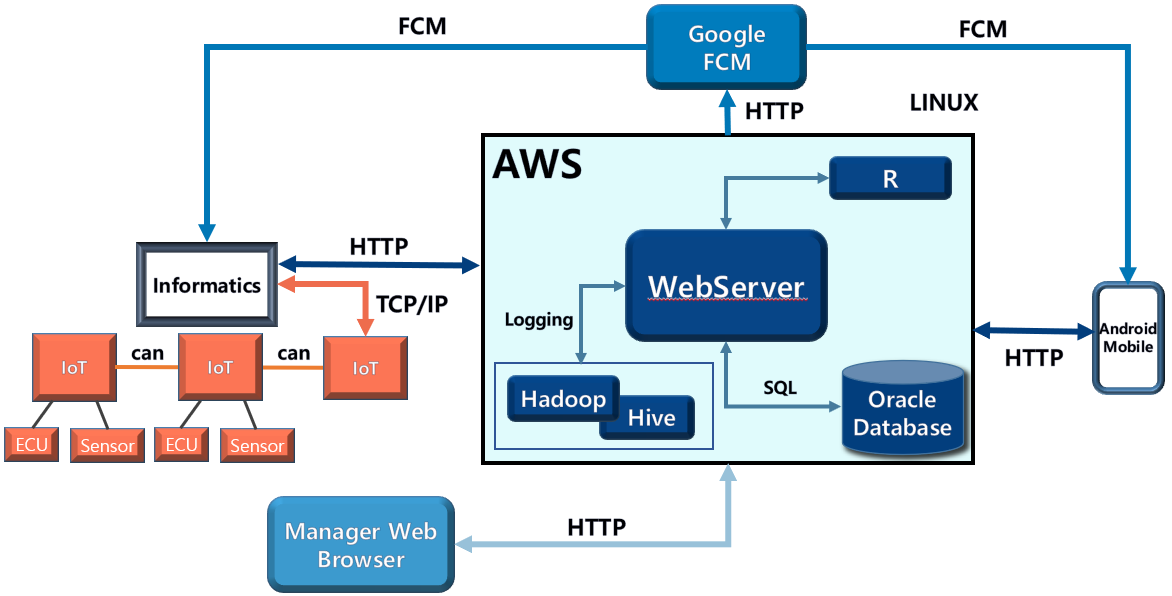 FCM
Google
FCM
FCM
HTTP
LINUX
AWS
R
HTTP
Informatics
WebServer
TCP/IP
Logging
Android
Mobile
HTTP
IoT
can
IoT
can
IoT
Hadoop
Hive
SQL
Oracle
Database
ECU
Sensor
ECU
Sensor
Manager Web
Browser
HTTP